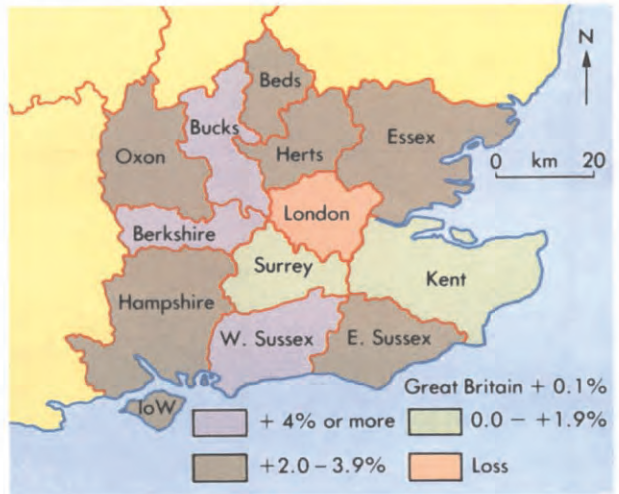 N
Beds
Bucks
Oxon
Herts
Essex
0 km 20
London
Berkshire
Surrey
Kent
Hampshire
W. Sussex
E. Sussex
IoW
Great Britain + 0.1%
+ 4% or more
0.0 – +1.9%
+2.0–3.9%
Loss